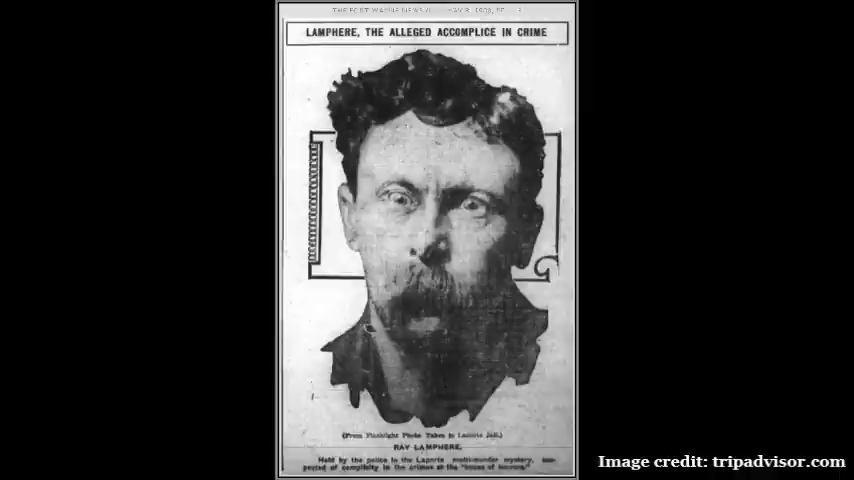 THE FORT WAYNE NEWS
LAMPHERE, THE ALLEGED ACCOMPLICE IN CRIME
(From Flashlight Photo Taken in Laporte Jail.)
RAY LAMPHERE.
Held by the police in the Laporte multi-murder mystery, sus-
pected of complicity in the crimes at the "house of horrors."
Image credit: tripadvisor.com